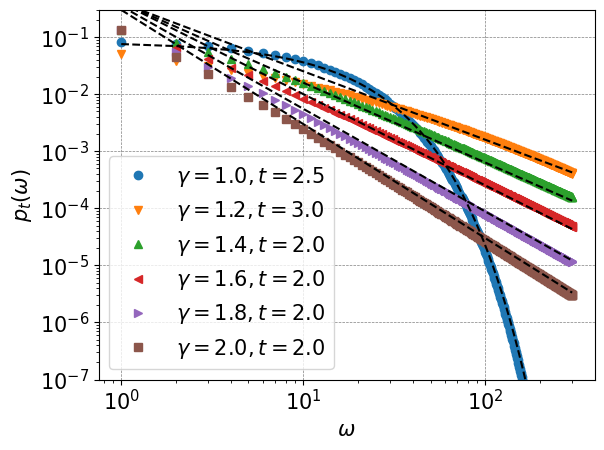 10⁻¹
10⁻²
10⁻³
10⁻⁴
10⁻⁵
10⁻⁶
10⁻⁷
pₜ(ω)
γ = 1.0, t = 2.5
γ = 1.2, t = 3.0
γ = 1.4, t = 2.0
γ = 1.6, t = 2.0
γ = 1.8, t = 2.0
γ = 2.0, t = 2.0
10⁰ 10¹ 10²
ω